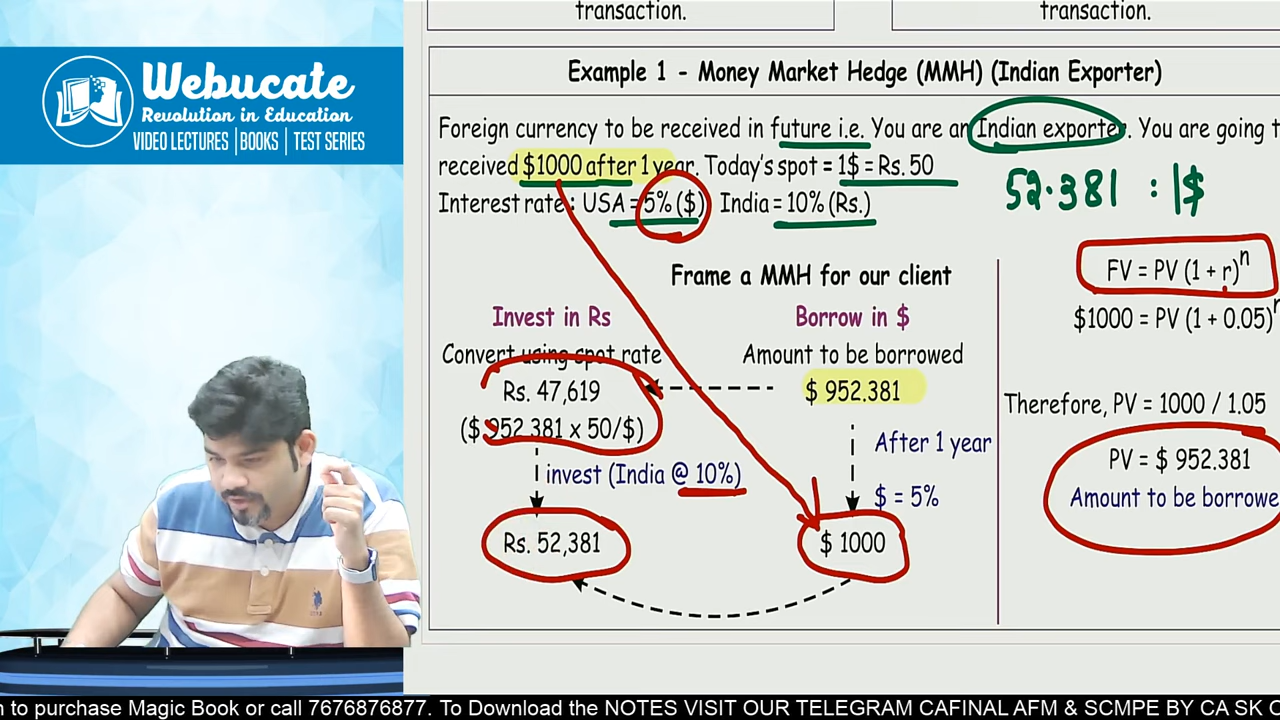 transaction.
transaction.
Webucate
Revolution in Education
VIDEO LECTURES | BOOKS | TEST SERIES
Example 1 - Money Market Hedge (MMH) (Indian Exporter)
Foreign currency to be received in future i.e. You are an Indian exporter. You are going t
received $1000 after 1 year. Today's spot = 1$ = Rs. 50
Interest rate : USA = 5% ($) India = 10% (Rs.)
52.381 : 1$
Frame a MMH for our client
Invest in Rs
Borrow in $
Convert using spot rate
Amount to be borrowed
Rs. 47,619
$ 952.381
($ 952.381 x 50/$)
After 1 year
invest (India @ 10%)
$ = 5%
Rs. 52,381
$ 1000
FV = PV (1 + r)n
$1000 = PV (1 + 0.05)n
Therefore, PV = 1000 / 1.05
PV = $ 952.381
Amount to be borrowe
n to purchase Magic Book or call 7676876877. To Download the NOTES VISIT OUR TELEGRAM CAFINAL AFM & SCMPE BY CA SK C